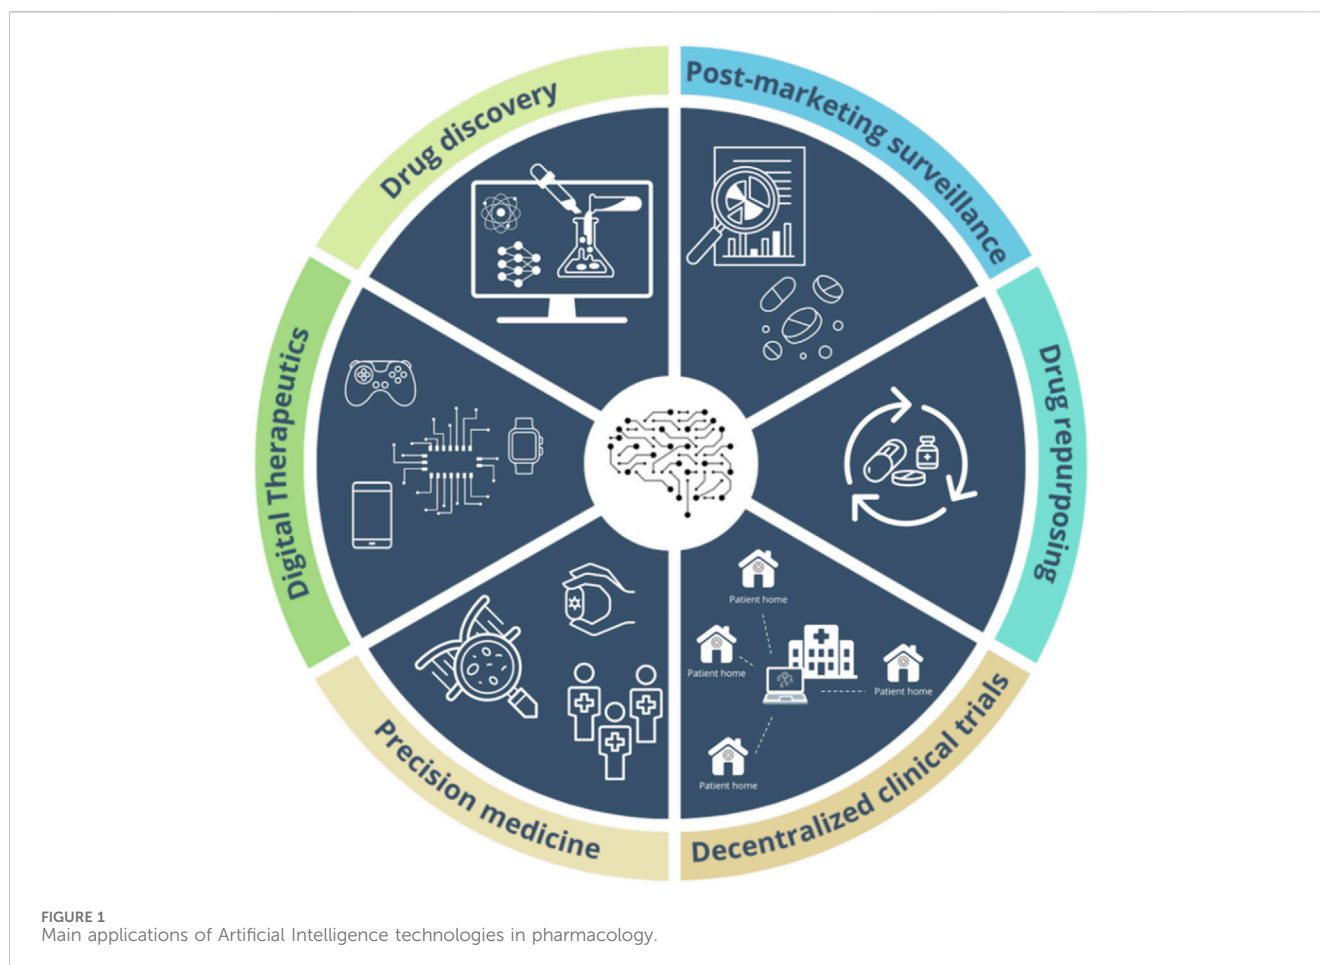 Drug discovery
Post-marketing surveillance
Digital Therapeutics
Drug repurposing
Patient home
Patient home
Patient home
Patient home
Precision medicine
Decentralized clinical trials
FIGURE 1
Main applications of Artificial Intelligence technologies in pharmacology.